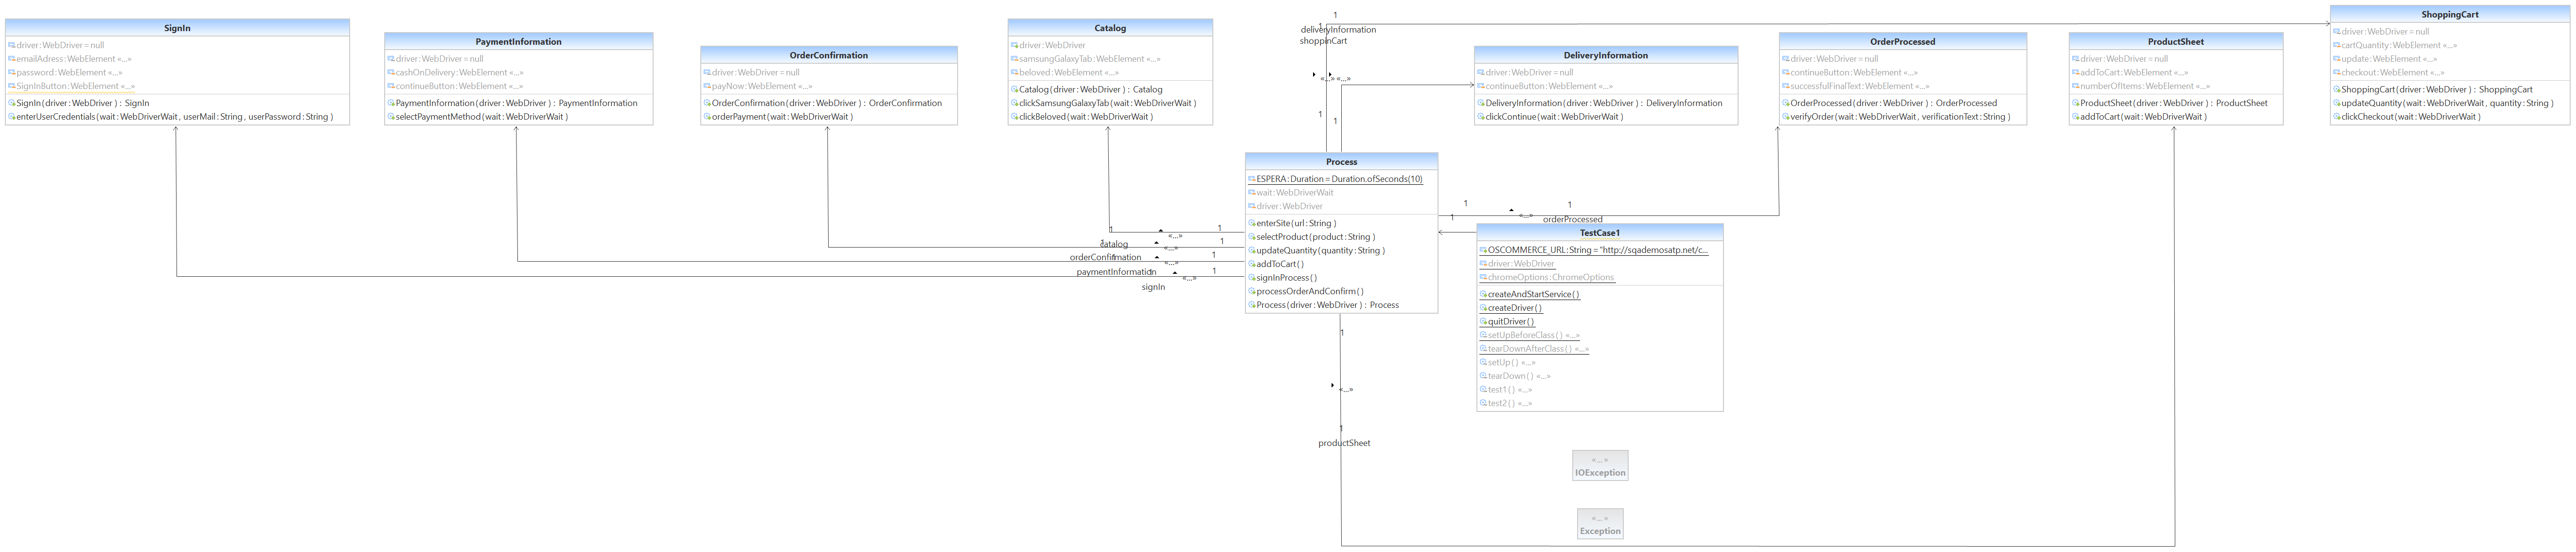 SignIn
driver:WebDriver = null
emailAdress:WebElement «...»
password:WebElement «...»
SignInButton:WebElement «...»
SignIn(driver:WebDriver): SignIn
enterUserCredentials(wait:WebDriverWait, userMail:String, userPassword:String)
PaymentInformation
driver:WebDriver = null
cashOnDelivery:WebElement «...»
continueButton:WebElement «...»
PaymentInformation(driver:WebDriver): PaymentInformation
selectPaymentMethod(wait:WebDriverWait)
OrderConfirmation
driver:WebDriver = null
payNow:WebElement «...»
OrderConfirmation(driver:WebDriver): OrderConfirmation
orderPayment(wait:WebDriverWait)
Catalog
driver:WebDriver
samsungGalaxyTab:WebElement «...»
beloved:WebElement «...»
Catalog(driver:WebDriver): Catalog
clickSamsungGalaxyTab(wait:WebDriverWait)
clickBeloved(wait:WebDriverWait)
1
1
deliveryInformation
shoppinCart
«...» «...»
1
1
DeliveryInformation
driver:WebDriver = null
continueButton:WebElement «...»
DeliveryInformation(driver:WebDriver): DeliveryInformation
clickContinue(wait:WebDriverWait)
OrderProcessed
driver:WebDriver = null
continueButton:WebElement «...»
successfulFinalText:WebElement «...»
OrderProcessed(driver:WebDriver): OrderProcessed
verifyOrder(wait:WebDriverWait, verificationText:String)
ProductSheet
driver:WebDriver = null
addToCart:WebElement «...»
numberOfItems:WebElement «...»
ProductSheet(driver:WebDriver): ProductSheet
addToCart(wait:WebDriverWait)
ShoppingCart
driver:WebDriver = null
cartQuantity:WebElement «...»
update:WebElement «...»
checkout:WebElement «...»
ShoppingCart(driver:WebDriver): ShoppingCart
updateQuantity(wait:WebDriverWait, quantity:String)
clickCheckout(wait:WebDriverWait)
Process
ESPERA:Duration = Duration.ofSeconds(10)
wait:WebDriverWait
driver:WebDriver
enterSite(url:String)
selectProduct(product:String)
updateQuantity(quantity:String)
addToCart()
signInProcess()
processOrderAndConfirm()
Process(driver:WebDriver): Process
1
«...»
1
catalog
1
«...»
1
orderConfirmation
1
«...»
1
paymentInformation
1
«...»
1
signIn
1
«...»
1
orderProcessed
1
TestCase1
OSCOMMERCE_URL:String = "http://sqademosatp.net/c...
driver:WebDriver
chromeOptions:ChromeOptions
createAndStartService()
createDriver()
quitDriver()
setUpBeforeClass() «...»
tearDownAfterClass() «...»
setUp() «...»
tearDown() «...»
test1() «...»
test2() «...»
1
«...»
1
productSheet
«...»
IOException
«...»
Exception